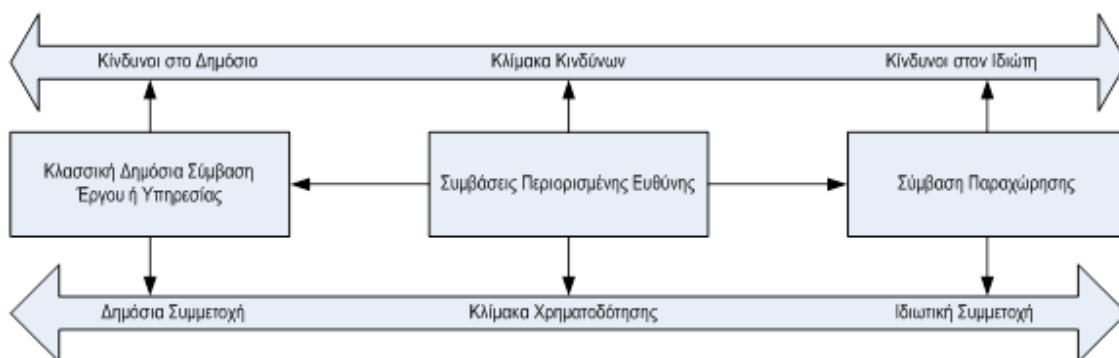 Κίνδυνοι στο Δημόσιο
Κλίμακα Κινδύνων
Κίνδυνοι στον Ιδιώτη
Κλασσική Δημόσια Σύμβαση
Έργου ή Υπηρεσίας
Συμβάσεις Περιορισμένης Ευθύνης
Σύμβαση Παραχώρησης
Δημόσια Συμμετοχή
Κλίμακα Χρηματοδότησης
Ιδιωτική Συμμετοχή